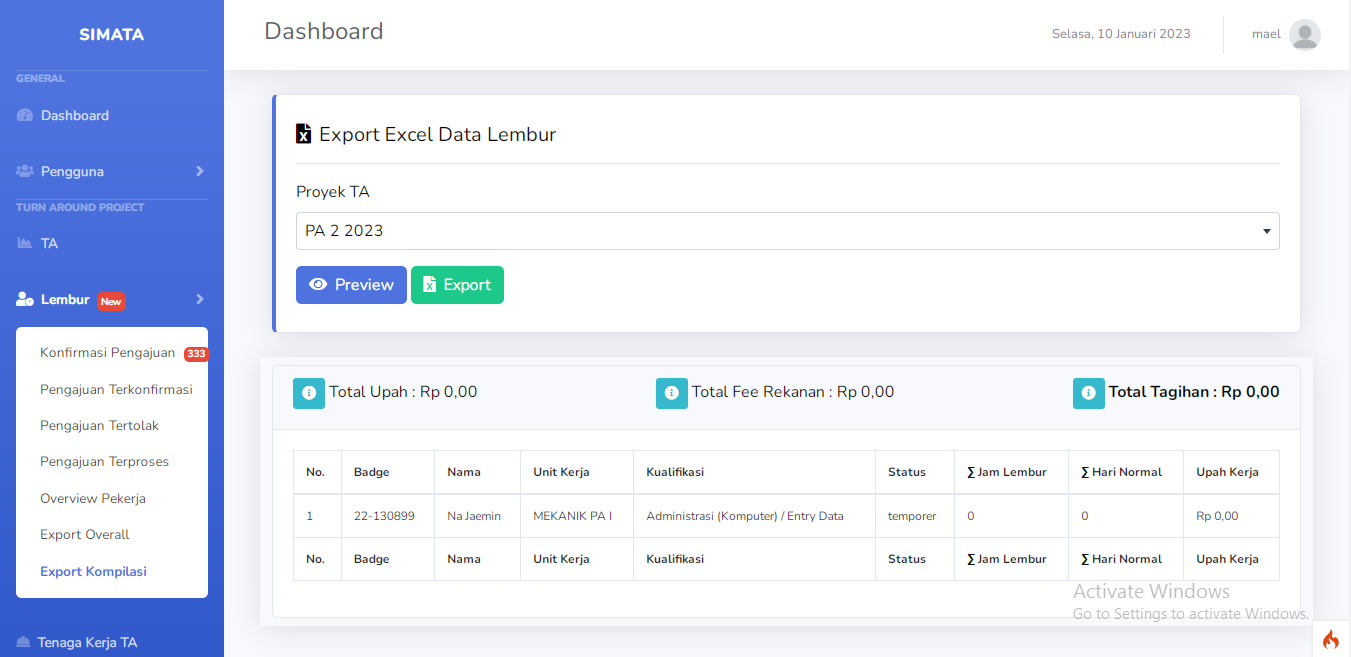 SIMATA
GENERAL
Dashboard
Pengguna
TURN AROUND PROJECT
TA
Lembur New
Konfirmasi Pengajuan 333
Pengajuan Terkonfirmasi
Pengajuan Tertolak
Pengajuan Terproses
Overview Pekerja
Export Overall
Export Kompilasi
Tenaga Kerja TA
Dashboard
Selasa, 10 Januari 2023
mael
Export Excel Data Lembur
Proyek TA
PA 2 2023
Preview Export
Total Upah : Rp 0,00 Total Fee Rekanan : Rp 0,00 Total Tagihan : Rp 0,00
No. Badge Nama Unit Kerja Kualifikasi Status ∑ Jam Lembur ∑ Hari Normal Upah Kerja
1 22-130899 Na Jaemin MEKANIK PA I Administrasi (Komputer) / Entry Data temporer 0 0 Rp 0,00
No. Badge Nama Unit Kerja Kualifikasi Status ∑ Jam Lembur ∑ Hari Normal Upah Kerja
Activate Windows
Go to Settings to activate Windows.